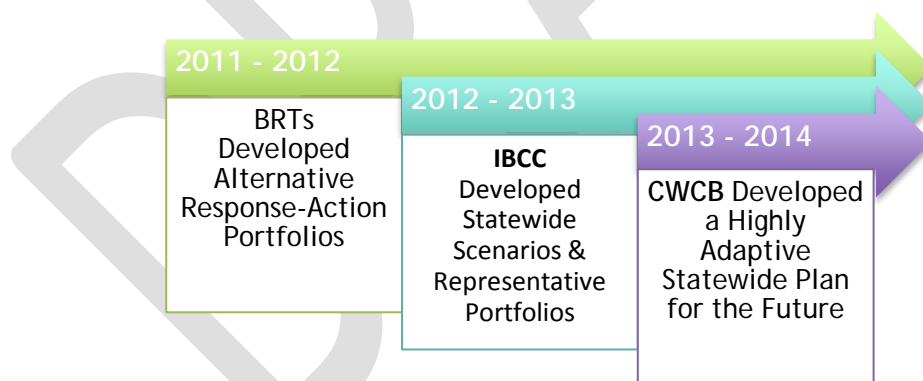 2011 - 2012
BRTs
Developed
Alternative
Response-Action
Portfolios
2012 - 2013
IBCC
Developed
Statewide
Scenarios &
Representative
Portfolios
2013 - 2014
CWCB Developed
a Highly
Adaptive
Statewide Plan
for the Future